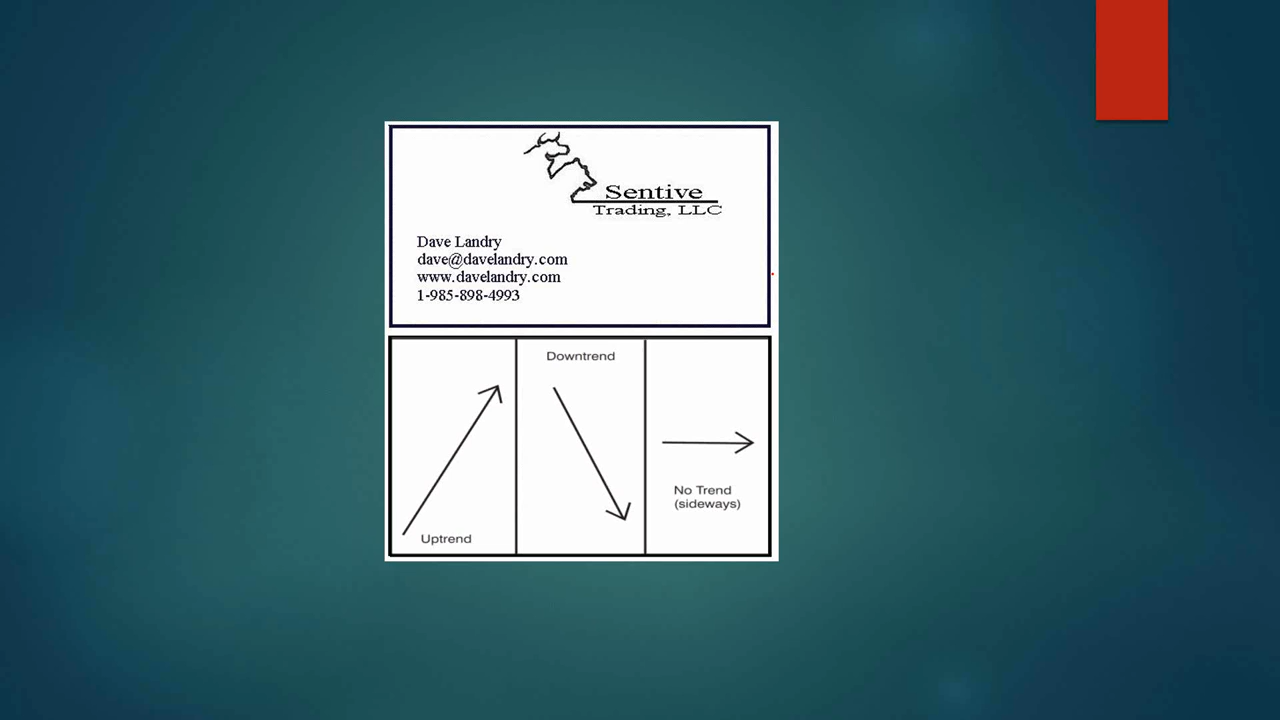 Sentive
Trading, LLC
Dave Landry
dave@davelandry.com
www.davelandry.com
1-985-898-4993
Uptrend
Downtrend
No Trend
(sideways)